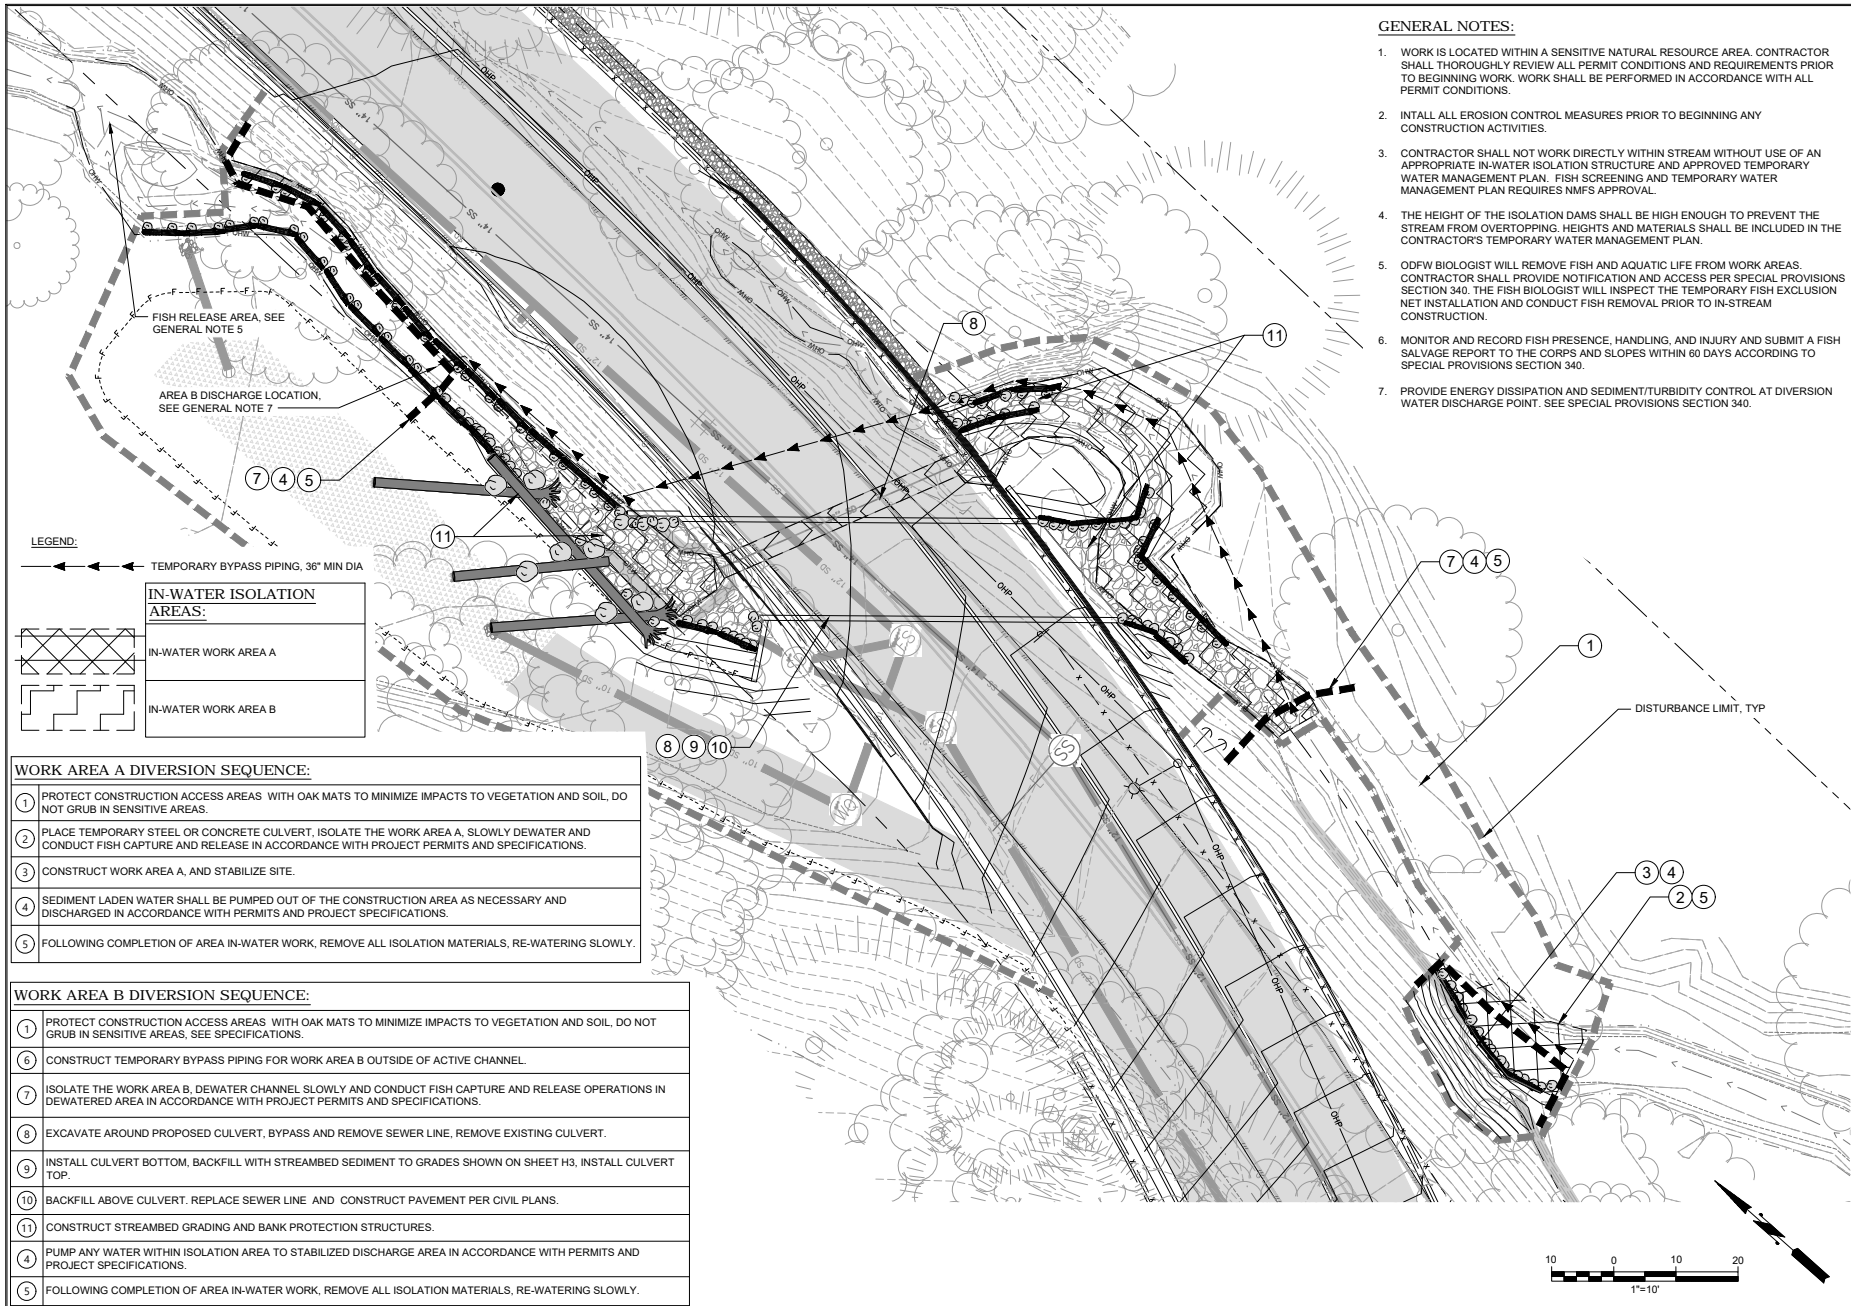 GENERAL NOTES:
1. WORK IS LOCATED WITHIN A SENSITIVE NATURAL RESOURCE AREA. CONTRACTOR
SHALL THOROUGHLY REVIEW ALL PERMIT CONDITIONS AND REQUIREMENTS PRIOR
TO BEGINNING WORK. WORK SHALL BE PERFORMED IN ACCORDANCE WITH ALL
PERMIT CONDITIONS.
2. INTALL ALL EROSION CONTROL MEASURES PRIOR TO BEGINNING ANY
CONSTRUCTION ACTIVITIES.
3. CONTRACTOR SHALL NOT WORK DIRECTLY WITHIN STREAM WITHOUT USE OF AN
APPROPRIATE IN-WATER ISOLATION STRUCTURE AND APPROVED TEMPORARY
WATER MANAGEMENT PLAN. FISH SCREENING AND TEMPORARY WATER
MANAGEMENT PLAN REQUIRES NMFS APPROVAL.
4. THE HEIGHT OF THE ISOLATION DAMS SHALL BE HIGH ENOUGH TO PREVENT THE
STREAM FROM OVERTOPPING. HEIGHTS AND MATERIALS SHALL BE INCLUDED IN THE
CONTRACTOR'S TEMPORARY WATER MANAGEMENT PLAN.
5. ODFW BIOLOGIST WILL REMOVE FISH AND AQUATIC LIFE FROM WORK AREAS.
CONTRACTOR SHALL PROVIDE NOTIFICATION AND ACCESS PER SPECIAL PROVISIONS
SECTION 340. THE FISH BIOLOGIST WILL INSPECT THE TEMPORARY FISH EXCLUSION
NET INSTALLATION AND CONDUCT FISH REMOVAL PRIOR TO IN-STREAM
CONSTRUCTION.
6. MONITOR AND RECORD FISH PRESENCE, HANDLING, AND INJURY AND SUBMIT A FISH
SALVAGE REPORT TO THE CORPS AND SLOPES WITHIN 60 DAYS ACCORDING TO
SPECIAL PROVISIONS SECTION 340.
7. PROVIDE ENERGY DISSIPATION AND SEDIMENT/TURBIDITY CONTROL AT DIVERSION
WATER DISCHARGE POINT. SEE SPECIAL PROVISIONS SECTION 340.
FISH RELEASE AREA, SEE
GENERAL NOTE 5
AREA B DISCHARGE LOCATION,
SEE GENERAL NOTE 7
7 4 5
8
11
11
7 4 5
1
DISTURBANCE LIMIT, TYP
8 9 10
3 4
2 5
LEGEND:
TEMPORARY BYPASS PIPING, 36" MIN DIA
IN-WATER ISOLATION
AREAS:
IN-WATER WORK AREA A
IN-WATER WORK AREA B
WORK AREA A DIVERSION SEQUENCE:
1 PROTECT CONSTRUCTION ACCESS AREAS WITH OAK MATS TO MINIMIZE IMPACTS TO VEGETATION AND SOIL, DO
NOT GRUB IN SENSITIVE AREAS.
2 PLACE TEMPORARY STEEL OR CONCRETE CULVERT, ISOLATE THE WORK AREA A, SLOWLY DEWATER AND
CONDUCT FISH CAPTURE AND RELEASE IN ACCORDANCE WITH PROJECT PERMITS AND SPECIFICATIONS.
3 CONSTRUCT WORK AREA A, AND STABILIZE SITE.
4 SEDIMENT LADEN WATER SHALL BE PUMPED OUT OF THE CONSTRUCTION AREA AS NECESSARY AND
DISCHARGED IN ACCORDANCE WITH PERMITS AND PROJECT SPECIFICATIONS.
5 FOLLOWING COMPLETION OF AREA IN-WATER WORK, REMOVE ALL ISOLATION MATERIALS, RE-WATERING SLOWLY.
WORK AREA B DIVERSION SEQUENCE:
1 PROTECT CONSTRUCTION ACCESS AREAS WITH OAK MATS TO MINIMIZE IMPACTS TO VEGETATION AND SOIL, DO NOT
GRUB IN SENSITIVE AREAS, SEE SPECIFICATIONS.
6 CONSTRUCT TEMPORARY BYPASS PIPING FOR WORK AREA B OUTSIDE OF ACTIVE CHANNEL.
7 ISOLATE THE WORK AREA B, DEWATER CHANNEL SLOWLY AND CONDUCT FISH CAPTURE AND RELEASE OPERATIONS IN
DEWATERED AREA IN ACCORDANCE WITH PROJECT PERMITS AND SPECIFICATIONS.
8 EXCAVATE AROUND PROPOSED CULVERT, BYPASS AND REMOVE SEWER LINE, REMOVE EXISTING CULVERT.
9 INSTALL CULVERT BOTTOM, BACKFILL WITH STREAMBED SEDIMENT TO GRADES SHOWN ON SHEET H3, INSTALL CULVERT
TOP.
10 BACKFILL ABOVE CULVERT. REPLACE SEWER LINE AND CONSTRUCT PAVEMENT PER CIVIL PLANS.
11 CONSTRUCT STREAMBED GRADING AND BANK PROTECTION STRUCTURES.
4 PUMP ANY WATER WITHIN ISOLATION AREA TO STABILIZED DISCHARGE AREA IN ACCORDANCE WITH PERMITS AND
PROJECT SPECIFICATIONS.
5 FOLLOWING COMPLETION OF AREA IN-WATER WORK, REMOVE ALL ISOLATION MATERIALS, RE-WATERING SLOWLY.
10 0 10 20
1"=10'